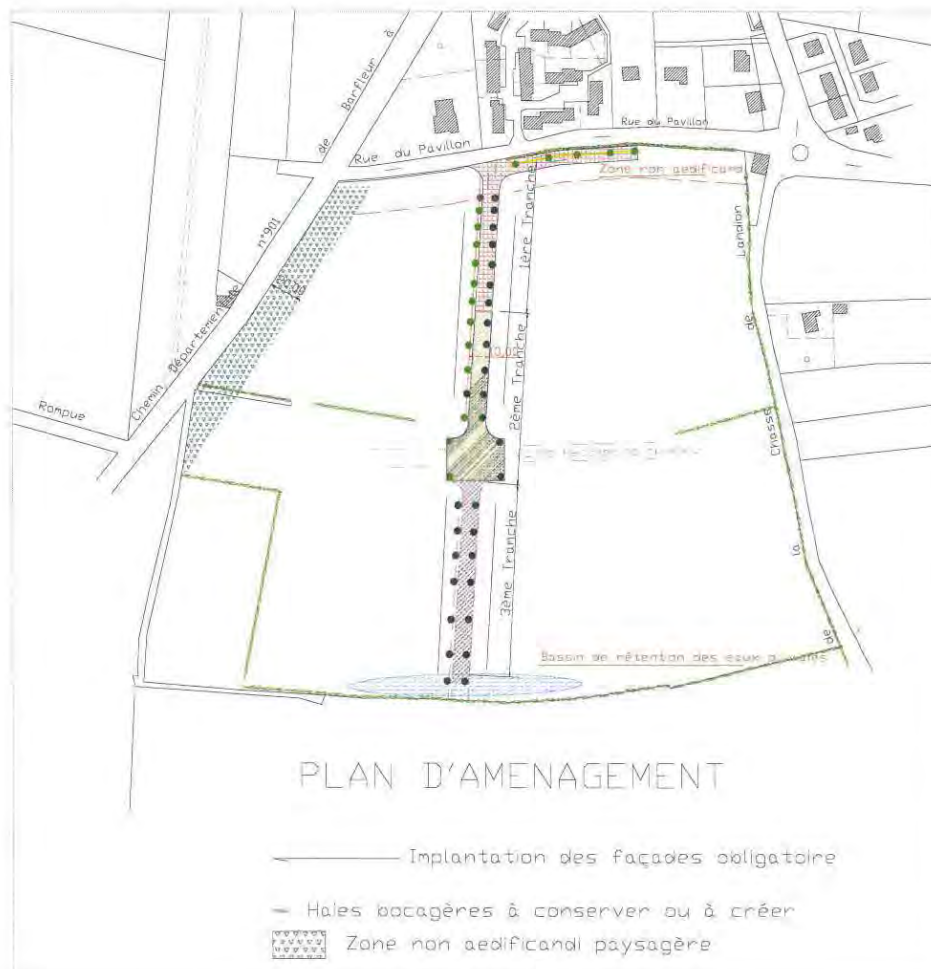 de Barfleur à
Rue du Pavillon
Rue du Pavillon
Zone non aedificandi
n°901
Chemin Départemental
Rompue
1ère Tranche
2ème Tranche
3ème Tranche
10,00
Chasse de Landion
de la
Bassin de rétention des eaux
PLAN D'AMENAGEMENT
Implantation des façades obligatoire
Haies bocagères à conserver ou à créer
Zone non aedificandi paysagère